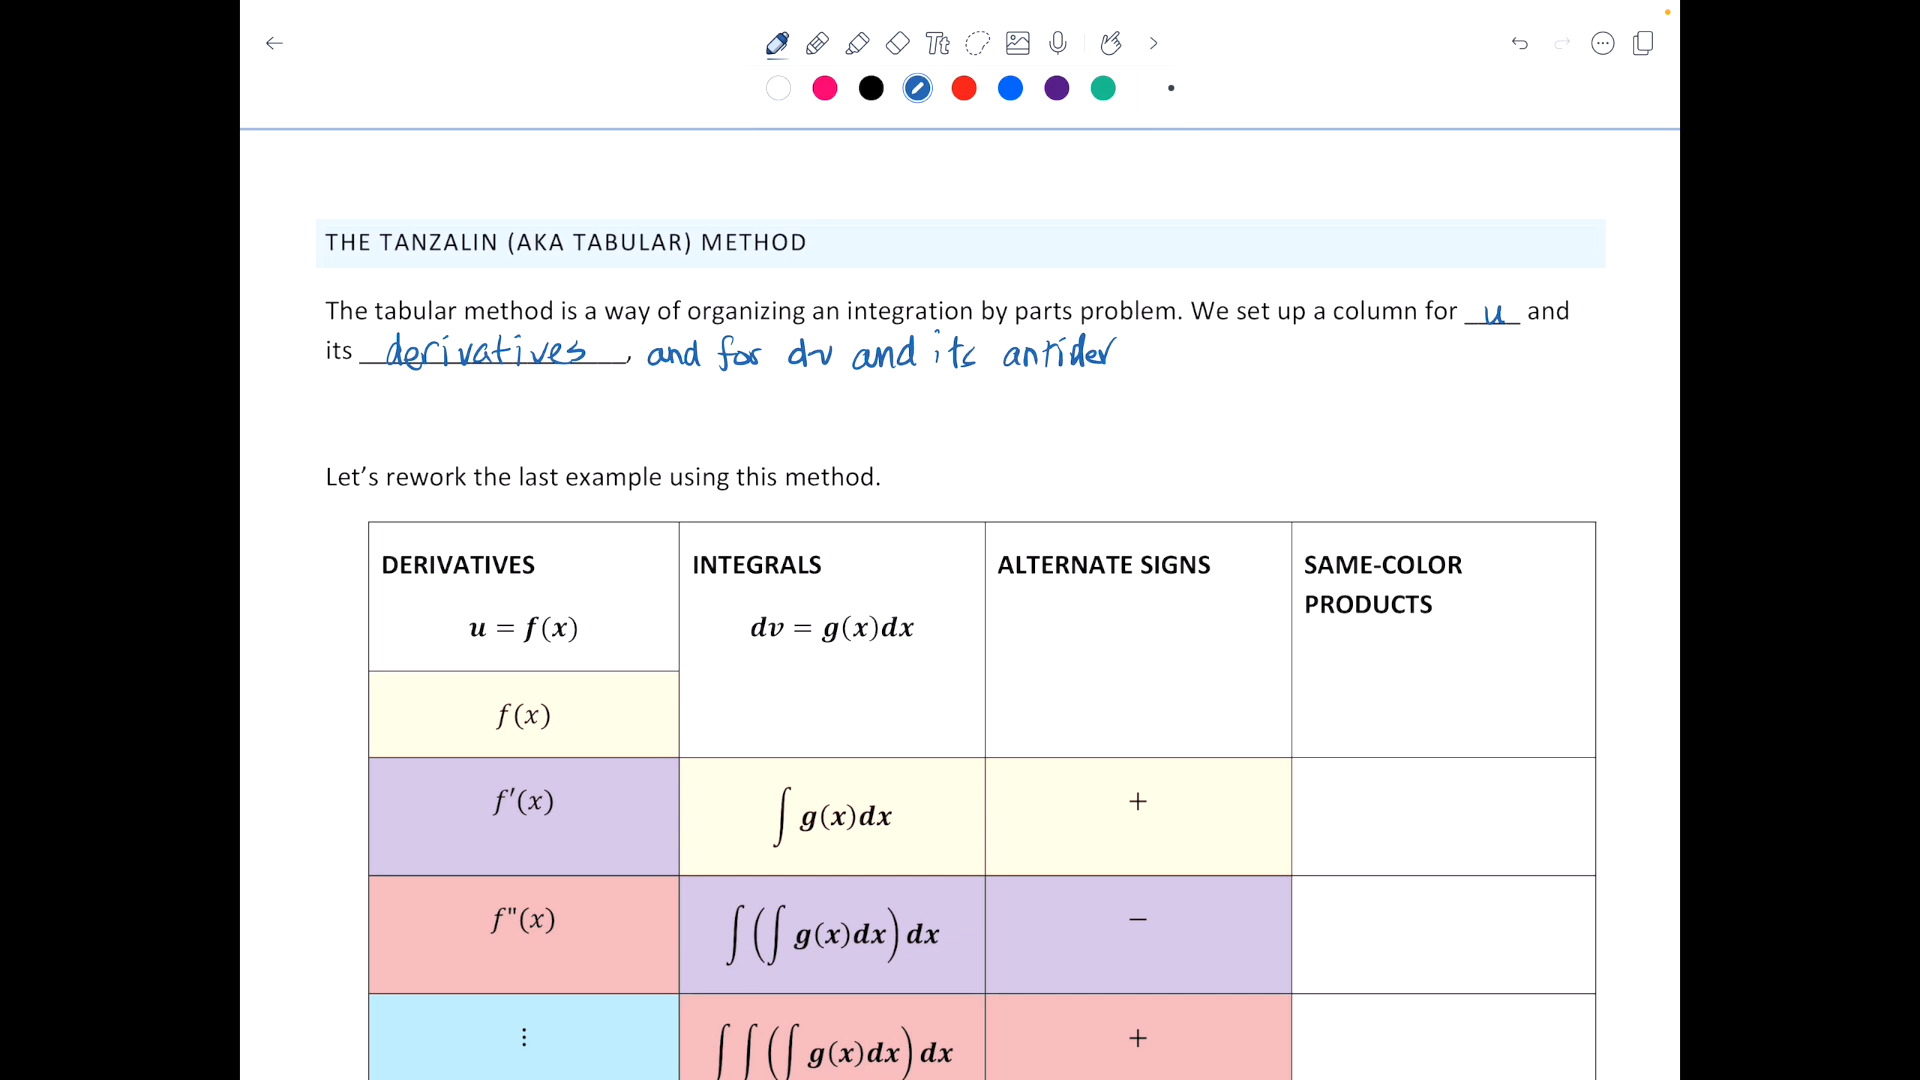 Tt
THE TANZALIN (AKA TABULAR) METHOD
The tabular method is a way of organizing an integration by parts problem. We set up a column for u and
its derivatives, and for dv and its antider
Let's rework the last example using this method.
DERIVATIVES INTEGRALS ALTERNATE SIGNS SAME-COLOR
PRODUCTS
u = f(x) dv = g(x)dx
f(x)
f'(x) ∫ g(x)dx +
f"(x) ∫(∫ g(x)dx) dx −
⋮ ∫∫(∫ g(x)dx) dx +